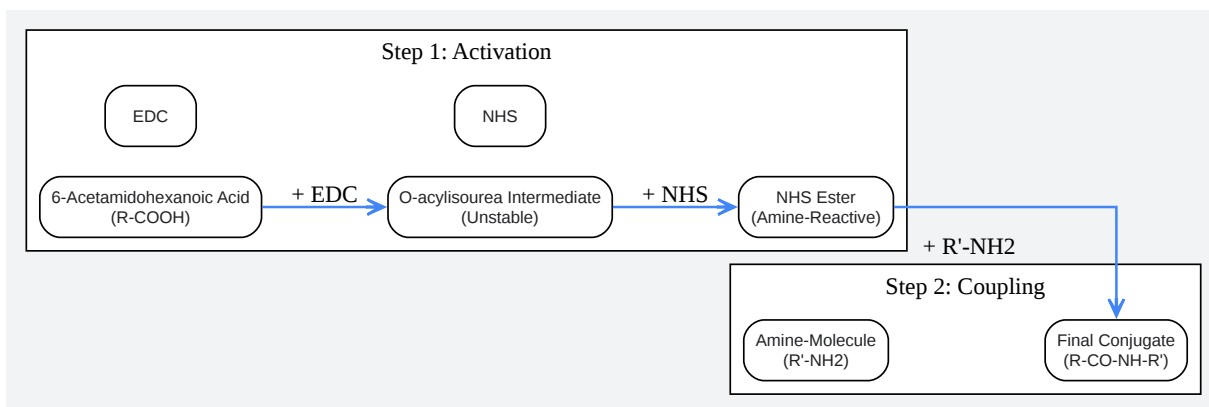 Step 1: Activation
EDC
NHS
6-Acetamidohexanoic Acid
(R-COOH)
+ EDC
O-acylisourea Intermediate
(Unstable)
+ NHS
NHS Ester
(Amine-Reactive)
+ R'-NH2
Step 2: Coupling
Amine-Molecule
(R'-NH2)
Final Conjugate
(R-CO-NH-R')